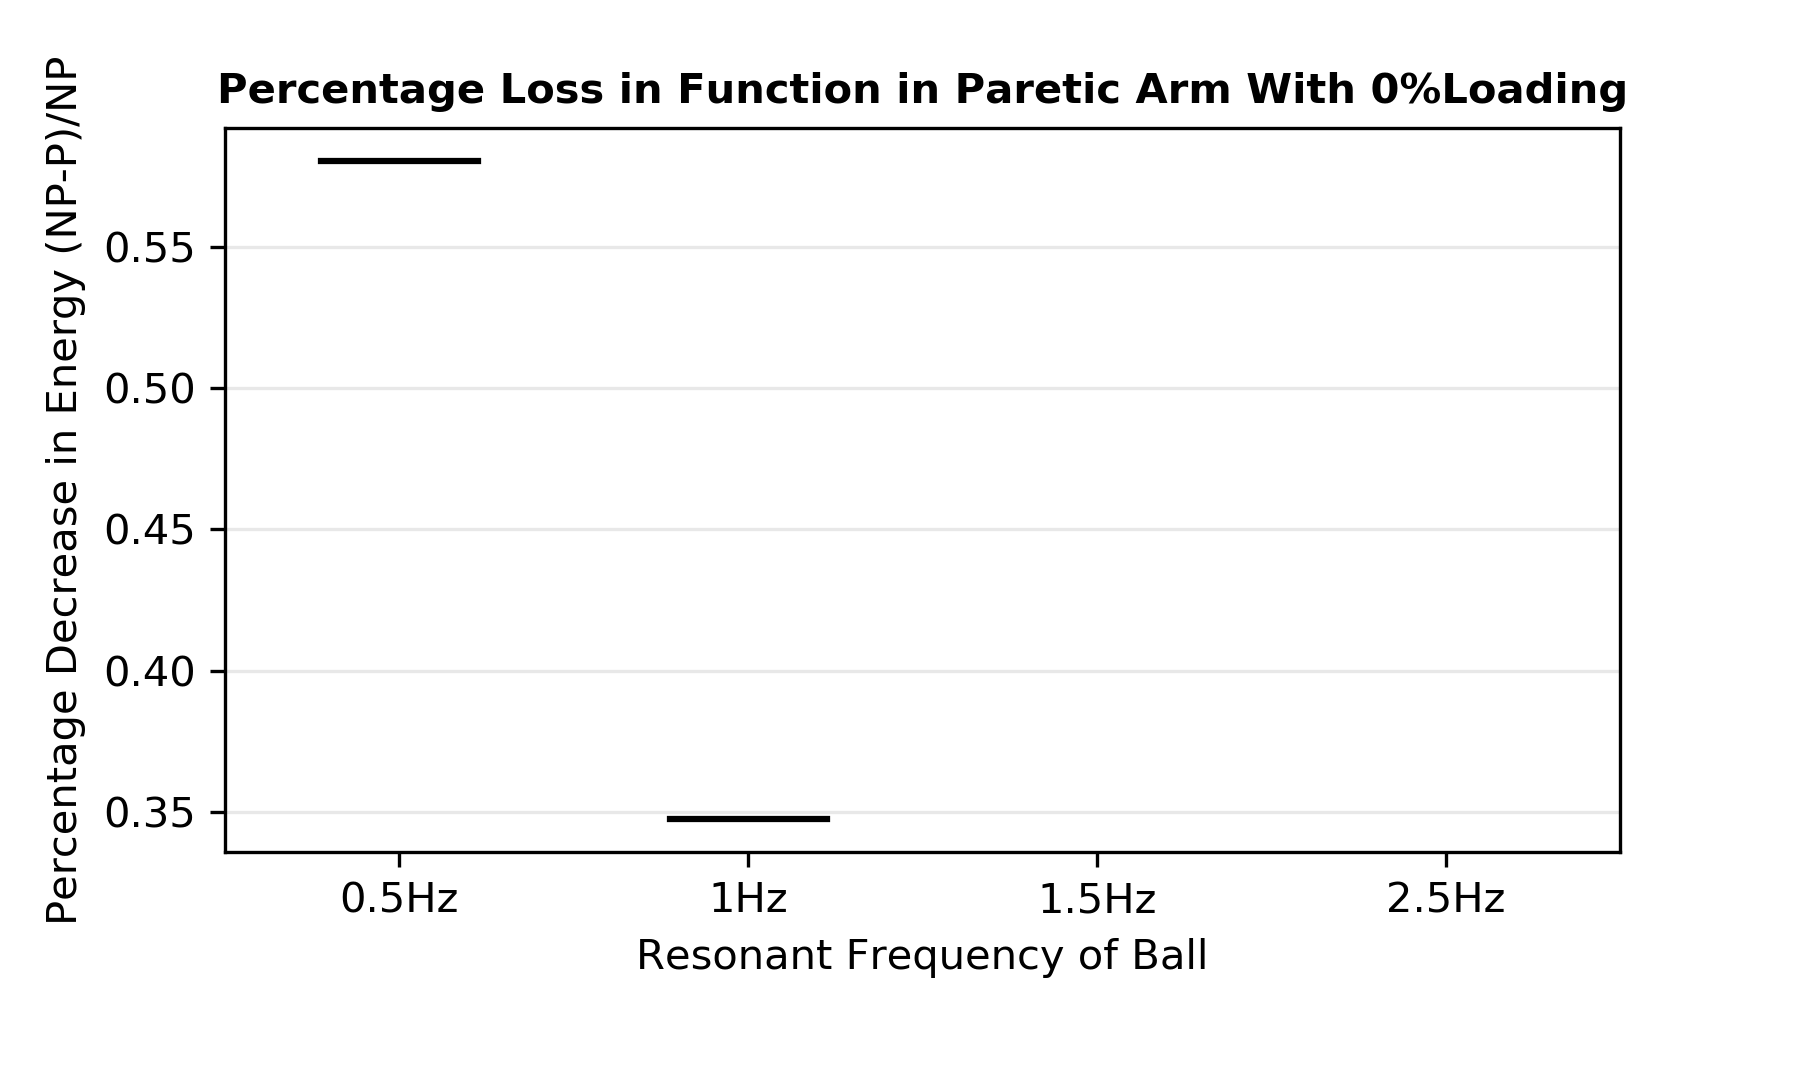 Percentage Loss in Function in Paretic Arm With 0%Loading
Percentage Decrease in Energy (NP-P)/NP
0.55
0.50
0.45
0.40
0.35
0.5Hz
1Hz
1.5Hz
2.5Hz
Resonant Frequency of Ball